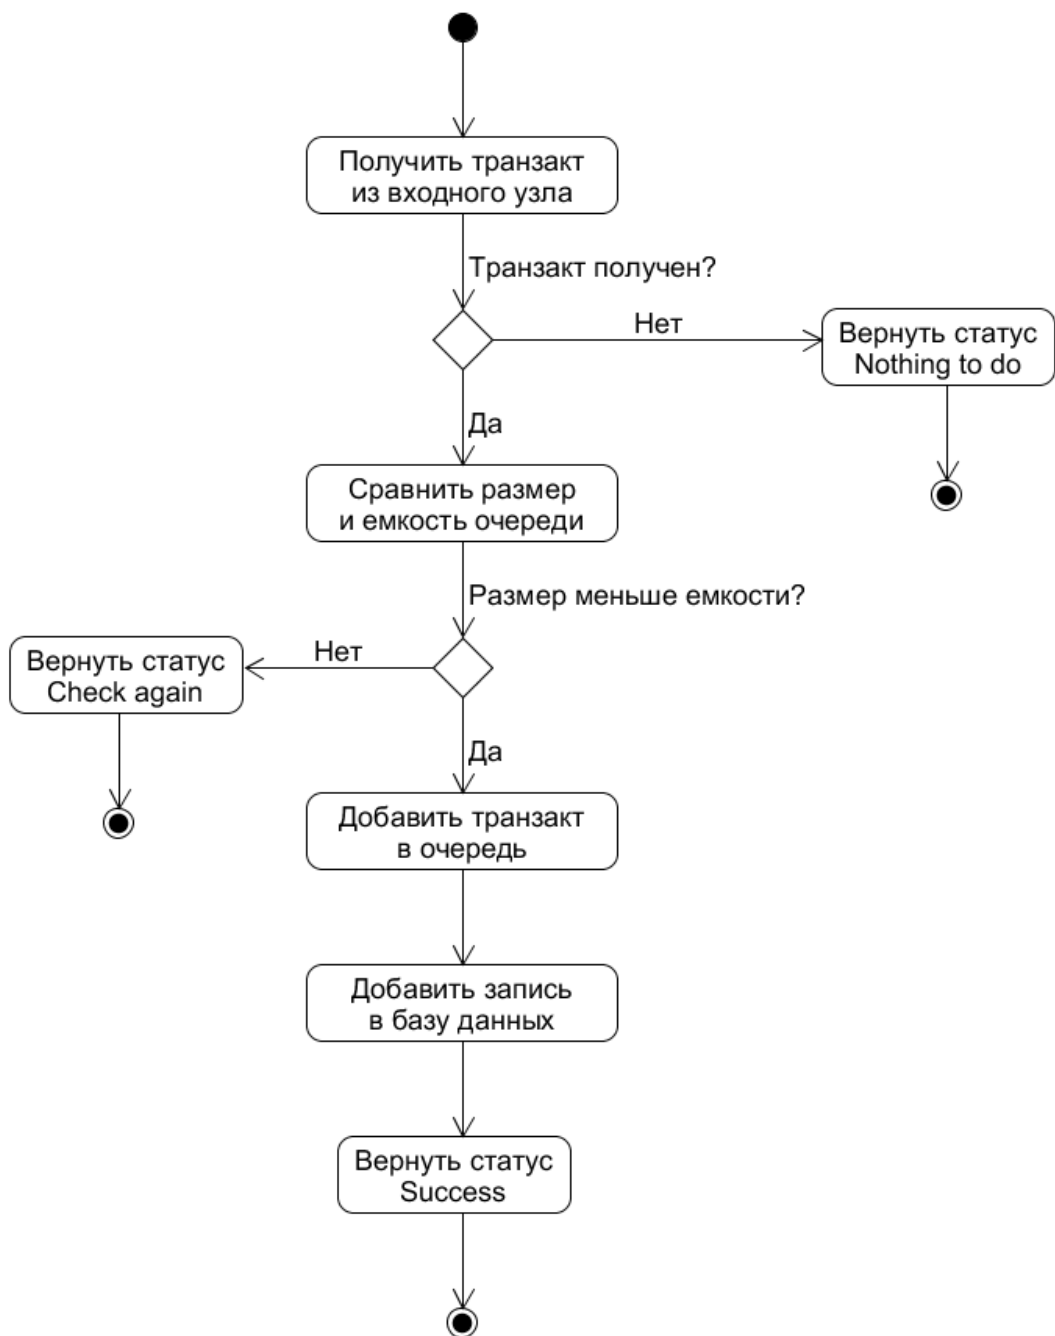 Получить транзакт
из входного узла
Транзакт получен?
Нет
Вернуть статус
Nothing to do
Да
Сравнить размер
и емкость очереди
Размер меньше емкости?
Нет
Вернуть статус
Check again
Да
Добавить транзакт
в очередь
Добавить запись
в базу данных
Вернуть статус
Success